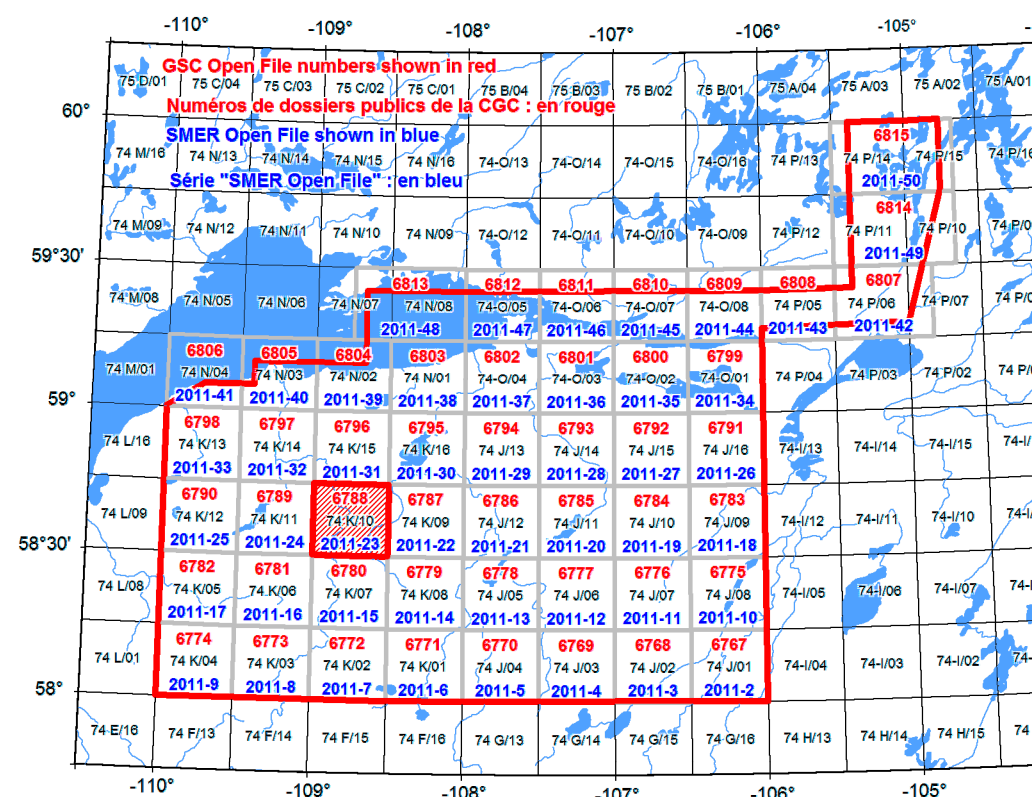 -110° -109° -108° -107° -106° -105°
GSC Open File numbers shown in red
75 D/01 75 C/04 75 C/03 75 C/02 75 C/01 75 B/04 75 B/03 75 B/02 75 B/01 75 A/04 75 A/03 75 A/02 75 A/01
Numéros de dossiers publics de la CGC : en rouge
60°
SMER Open File shown in blue
6815
74 M/16 74 N/13 74 N/14 74 N/15 74 N/16 74-O/13 74-O/14 74-O/15 74-O/16 74 P/13 74 P/14 74 P/15 74 P/16
Série "SMER Open File" : en bleu
2011-50
6814
74 M/09 74 N/12 74 N/11 74 N/10 74 N/09 74-O/12 74-O/11 74-O/10 74-O/09 74 P/12 74 P/11 74 P/10
59°30'
2011-49
6813 6812 6811 6810 6809 6808 6807
74 M/08 74 N/05 74 N/06 74 N/07 74 N/08 74-O/05 74-O/06 74-O/07 74-O/08 74 P/05 74 P/06 74 P/07
2011-48 2011-47 2011-46 2011-45 2011-44 2011-43 2011-42
6806 6805 6804 6803 6802 6801 6800 6799
74 M/01 74 N/04 74 N/03 74 N/02 74 N/01 74-O/04 74-O/03 74-O/02 74-O/01 74 P/04 74 P/03 74 P/02
59°
2011-41 2011-40 2011-39 2011-38 2011-37 2011-36 2011-35 2011-34
6798 6797 6796 6795 6794 6793 6792 6791
74 L/16 74 K/13 74 K/14 74 K/15 74 K/16 74 J/13 74 J/14 74 J/15 74 J/16 74-I/13 74-I/14 74-I/15
2011-33 2011-32 2011-31 2011-30 2011-29 2011-28 2011-27 2011-26
6790 6789 6788 6787 6786 6785 6784 6783
74 L/09 74 K/12 74 K/11 74 K/10 74 K/09 74 J/12 74 J/11 74 J/10 74 J/09 74-I/12 74-I/11 74-I/10
58°30'
2011-25 2011-24 2011-23 2011-22 2011-21 2011-20 2011-19 2011-18
6782 6781 6780 6779 6778 6777 6776 6775
74 L/08 74 K/05 74 K/06 74 K/07 74 K/08 74 J/05 74 J/06 74 J/07 74 J/08 74-I/05 74-I/06 74-I/07
2011-17 2011-16 2011-15 2011-14 2011-13 2011-12 2011-11 2011-10
6774 6773 6772 6771 6770 6769 6768 6767
74 L/01 74 K/04 74 K/03 74 K/02 74 K/01 74 J/04 74 J/03 74 J/02 74 J/01 74-I/04 74-I/03 74-I/02
58°
2011-9 2011-8 2011-7 2011-6 2011-5 2011-4 2011-3 2011-2
74 E/16 74 F/13 74 F/14 74 F/15 74 F/16 74 G/13 74 G/14 74 G/15 74 G/16 74 H/13 74 H/14 74 H/15 74
-110° -109° -108° -107° -106° -105°